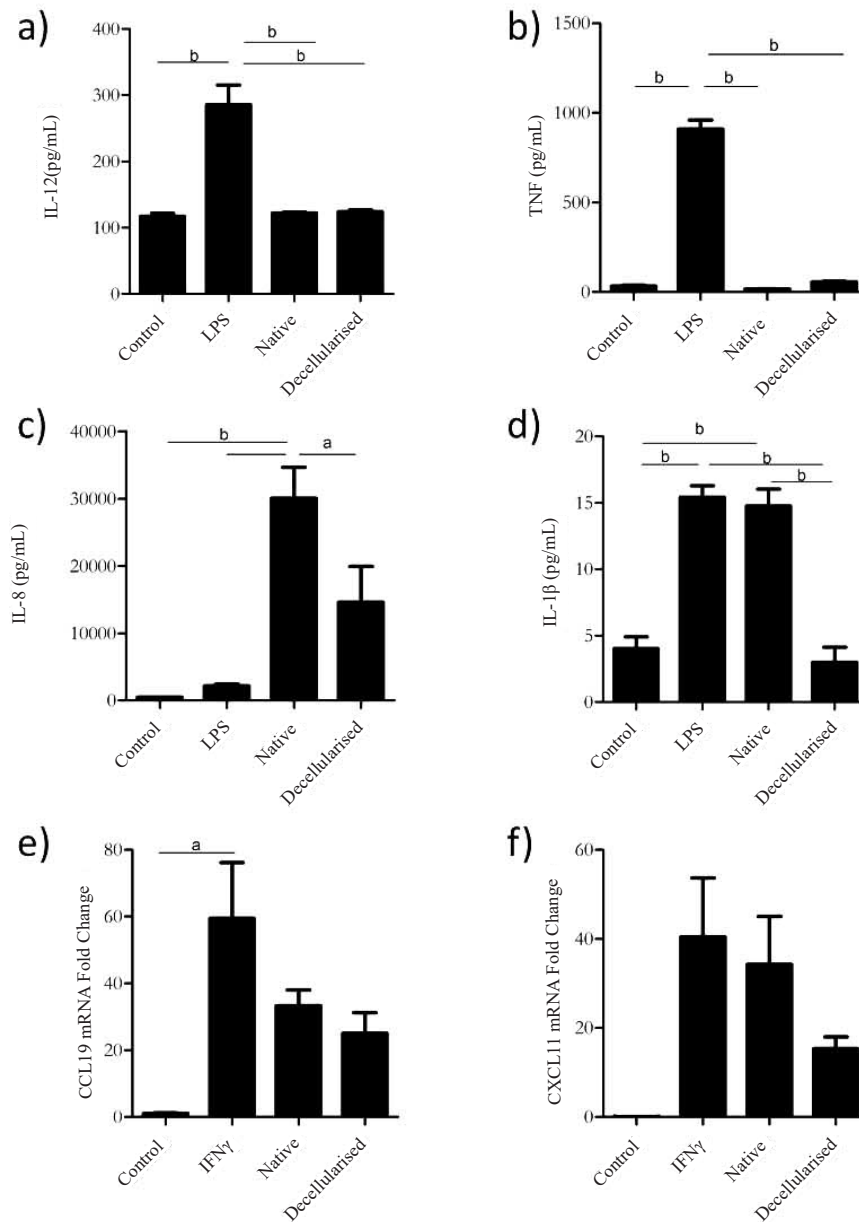 a)
b
b
b
400
300
200
100
0
IL-12(pg/mL)
Control
LPS
Native
Decellularised
b)
b
b
b
1500
1000
500
0
TNF (pg/mL)
Control
LPS
Native
Decellularised
c)
b
a
40000
30000
20000
10000
0
IL-8 (pg/mL)
Control
LPS
Native
Decellularised
d)
b
b
b
b
20
15
10
5
0
IL-1β (pg/mL)
Control
LPS
Native
Decellularised
e)
a
80
60
40
20
0
CCL19 mRNA Fold Change
Control
IFNγ
Native
Decellularised
f)
60
40
20
0
CXCL11 mRNA Fold Change
Control
IFNγ
Native
Decellularised